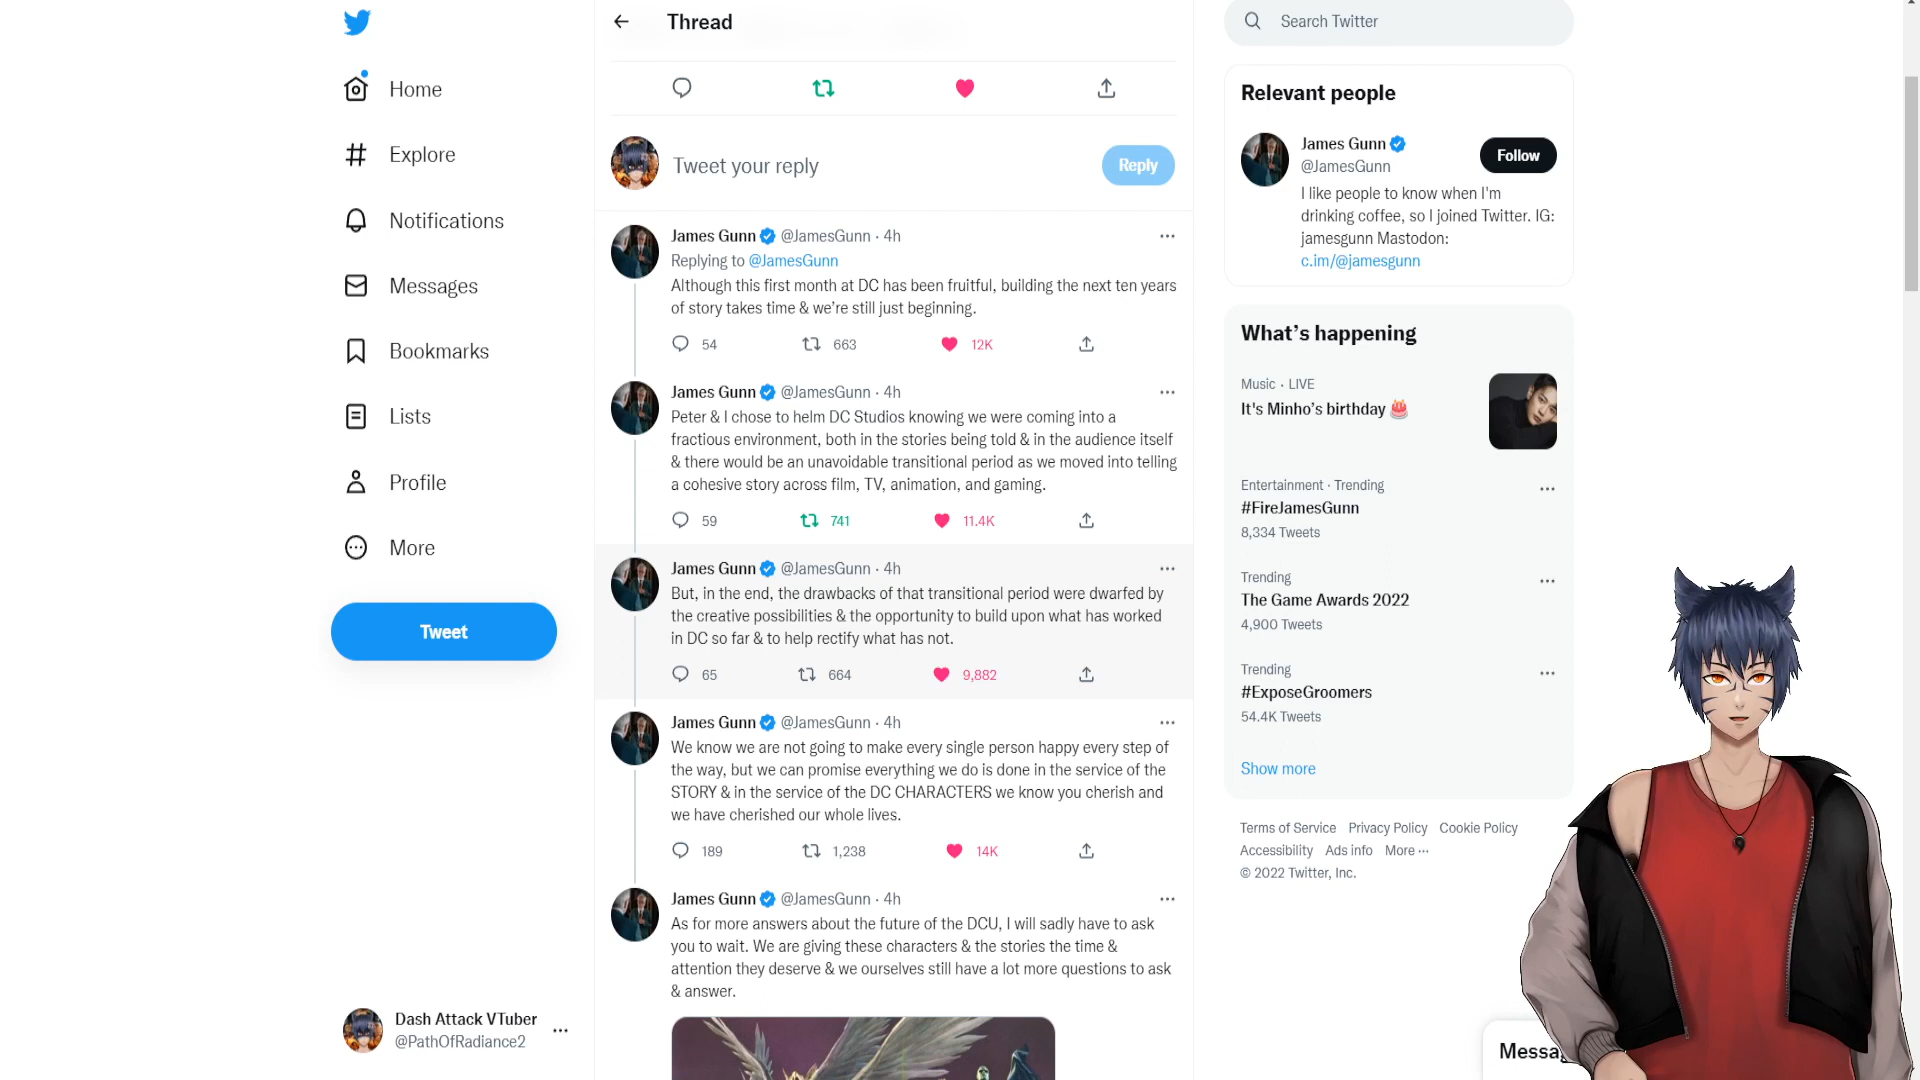 Home
Explore
Notifications
Messages
Bookmarks
Lists
Profile
More
Tweet
Dash Attack VTuber
@PathOfRadiance2
Thread
Tweet your reply
Reply
James Gunn @JamesGunn · 4h
Replying to @JamesGunn
Although this first month at DC has been fruitful, building the next ten years
of story takes time & we’re still just beginning.
54 663 12K
James Gunn @JamesGunn · 4h
Peter & I chose to helm DC Studios knowing we were coming into a
fractious environment, both in the stories being told & in the audience itself
& there would be an unavoidable transitional period as we moved into telling
a cohesive story across film, TV, animation, and gaming.
59 741 11.4K
James Gunn @JamesGunn · 4h
But, in the end, the drawbacks of that transitional period were dwarfed by
the creative possibilities & the opportunity to build upon what has worked
in DC so far & to help rectify what has not.
65 664 9,882
James Gunn @JamesGunn · 4h
We know we are not going to make every single person happy every step of
the way, but we can promise everything we do is done in the service of the
STORY & in the service of the DC CHARACTERS we know you cherish and
we have cherished our whole lives.
189 1,238 14K
James Gunn @JamesGunn · 4h
As for more answers about the future of the DCU, I will sadly have to ask
you to wait. We are giving these characters & the stories the time &
attention they deserve & we ourselves still have a lot more questions to ask
& answer.
Search Twitter
Relevant people
James Gunn
@JamesGunn
Follow
I like people to know when I'm
drinking coffee, so I joined Twitter. IG:
jamesgunn Mastodon:
c.im/@jamesgunn
What’s happening
Music · LIVE
It's Minho’s birthday
Entertainment · Trending
#FireJamesGunn
8,334 Tweets
Trending
The Game Awards 2022
4,900 Tweets
Trending
#ExposeGroomers
54.4K Tweets
Show more
Terms of Service Privacy Policy Cookie Policy
Accessibility Ads info More ···
© 2022 Twitter, Inc.
Messa